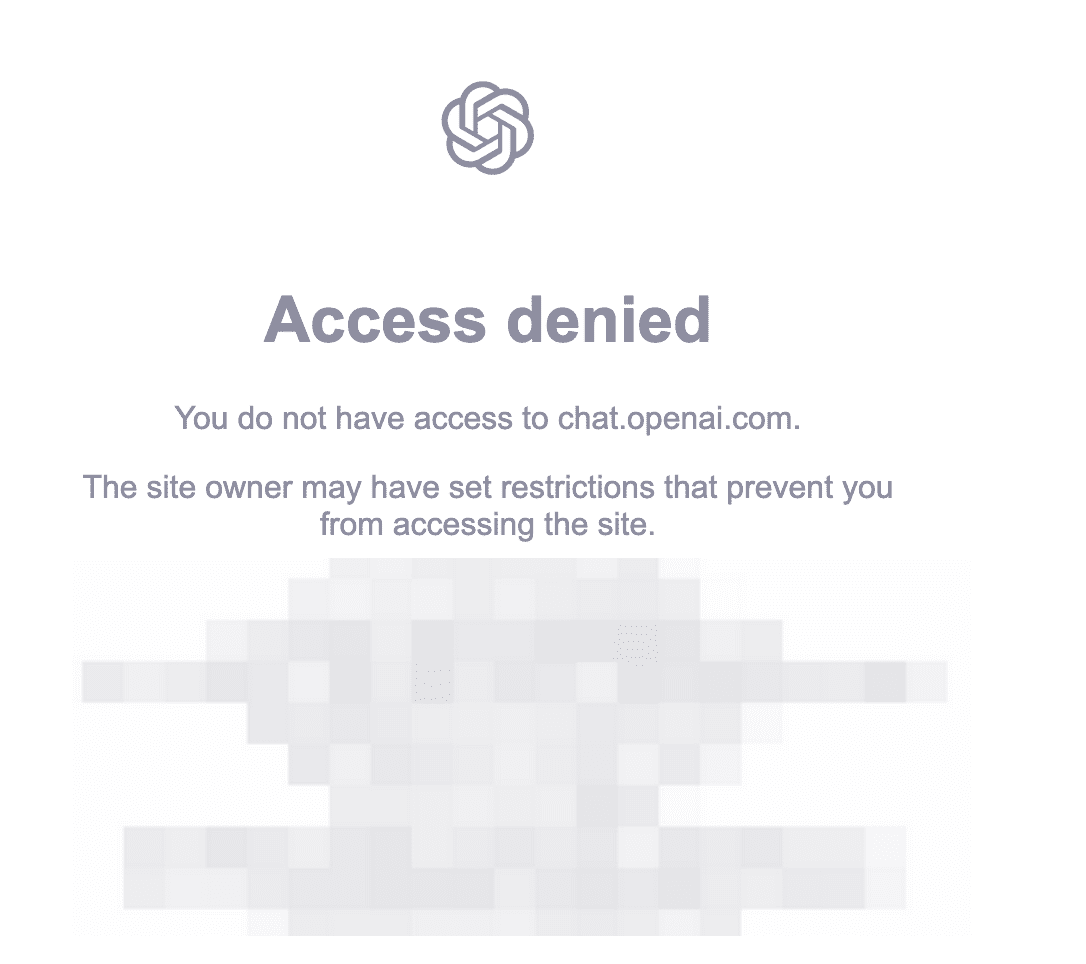 Access denied
You do not have access to chat.openai.com.
The site owner may have set restrictions that prevent you
from accessing the site.